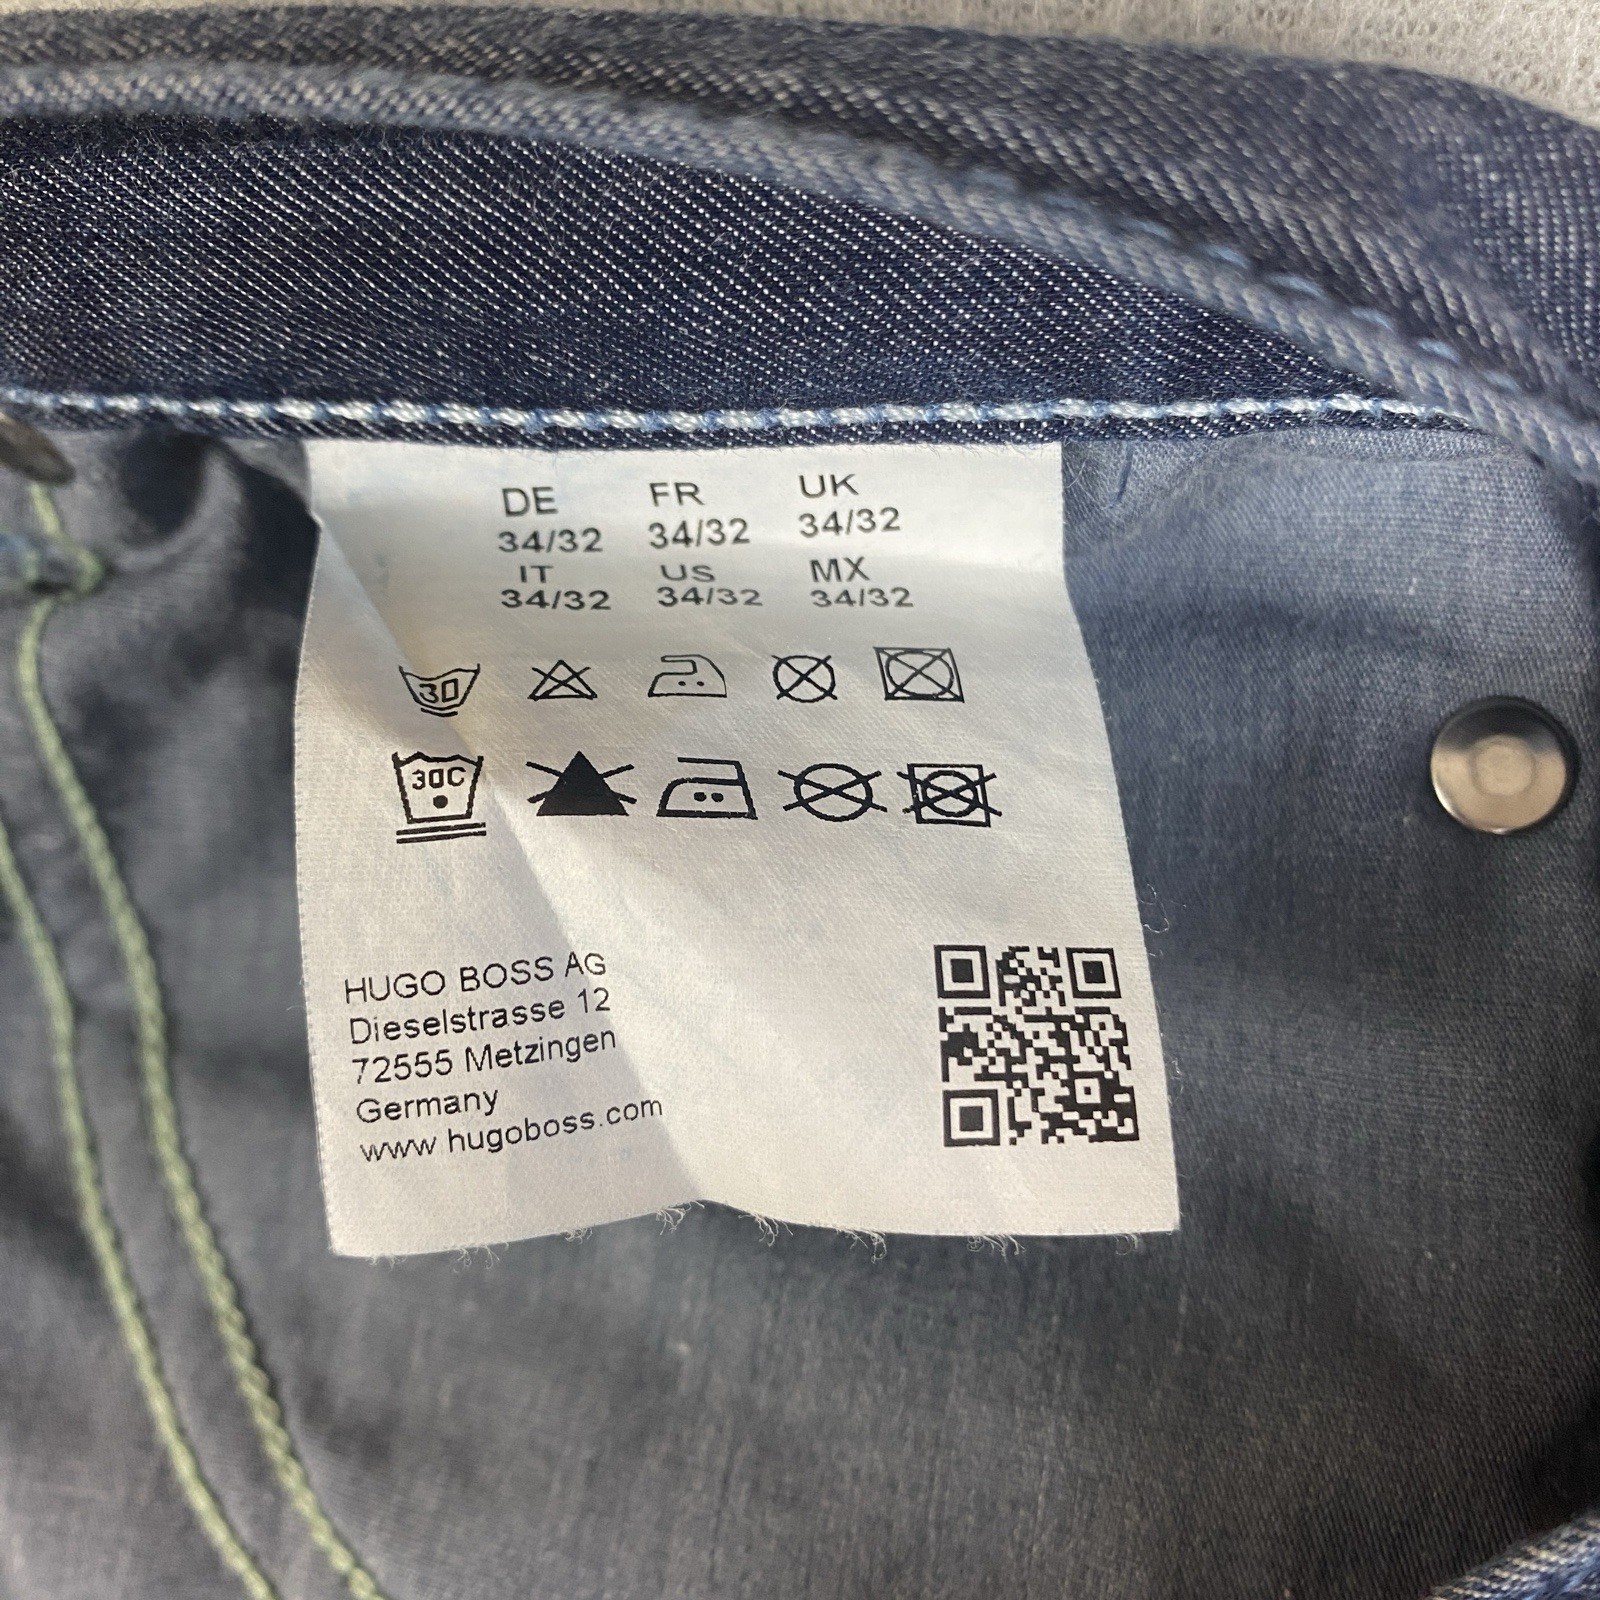 DE FR UK
34/32 34/32 34/32
IT US MX
34/32 34/32 34/32
30
30C
HUGO BOSS AG
Dieselstrasse 12
72555 Metzingen
Germany
www hugoboss.com